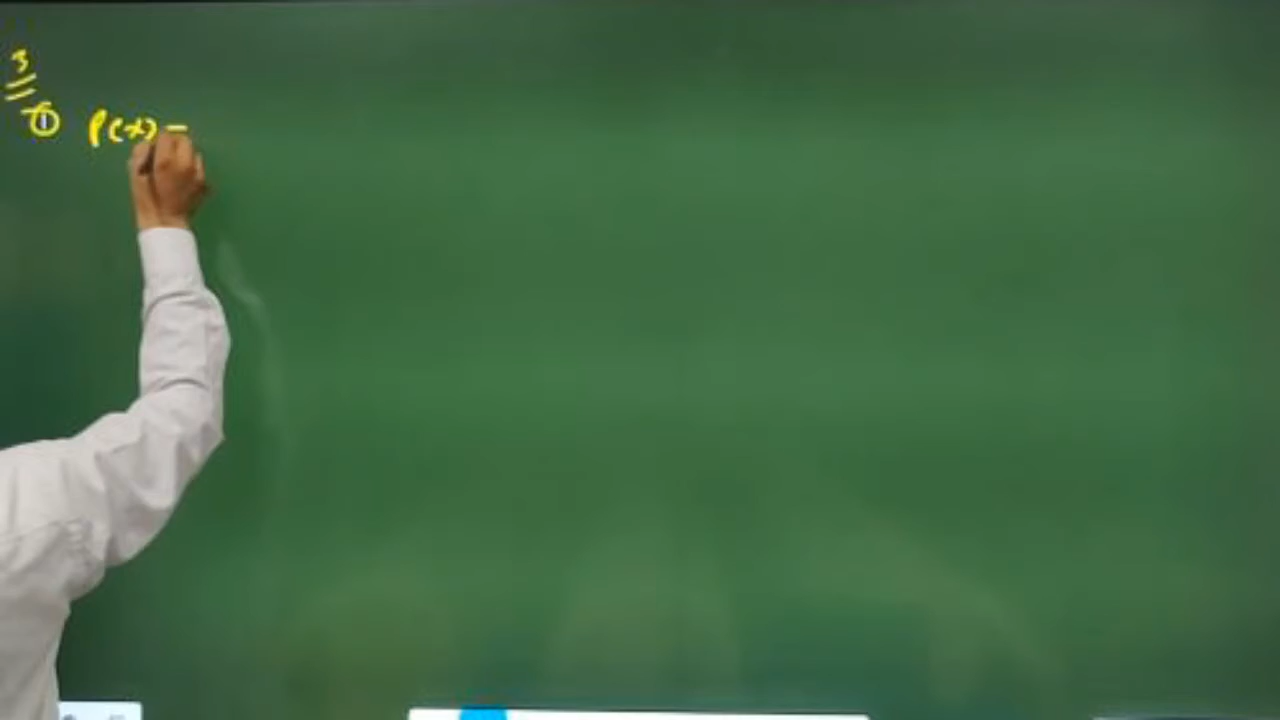 3
① P(x) =